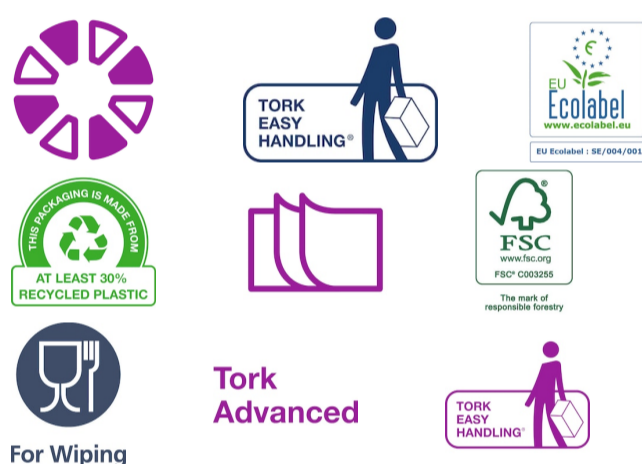 TORK
EASY
HANDLING®
EU
Ecolabel
www.ecolabel.eu
EU Ecolabel : SE/004/001
THIS PACKAGING IS MADE FROM
AT LEAST 30%
RECYCLED PLASTIC
®
FSC
www.fsc.org
FSC® C003255
The mark of
responsible forestry
Tork
Advanced
TORK
EASY
HANDLING®
For Wiping